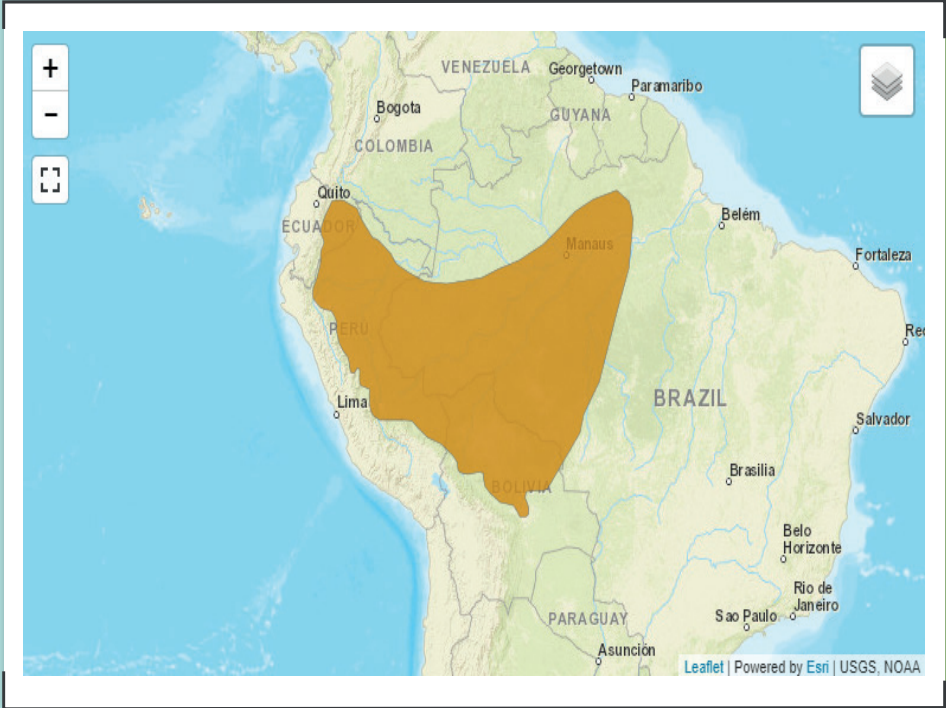 +
−
VENEZUELA
Georgetown
Paramaribo
Bogota
GUYANA
COLOMBIA
Quito
ECUADOR
Belém
Manaus
Fortaleza
PERU
Rec
Lima
BRAZIL
Salvador
Brasilia
BOLIVIA
Belo
Horizonte
Rio de
Janeiro
PARAGUAY
Sao Paulo
Asunción
Leaflet | Powered by Esri | USGS, NOAA